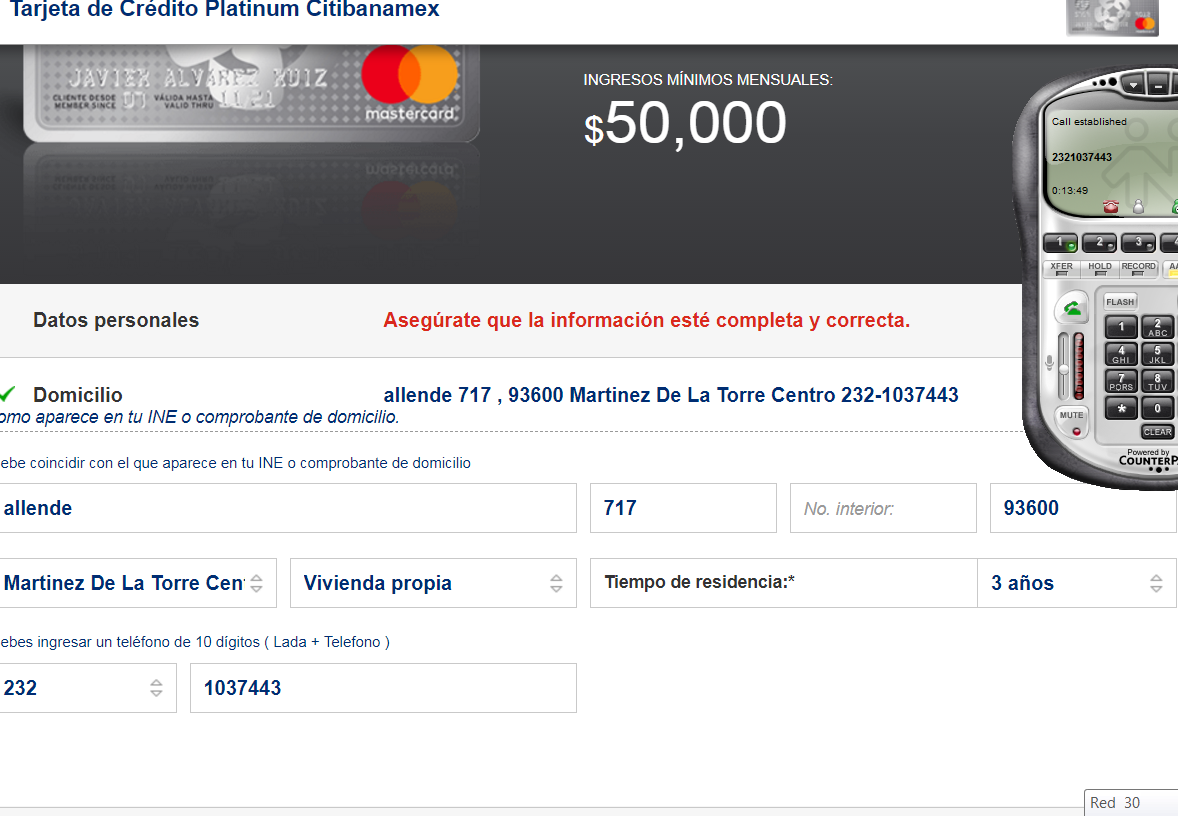 Tarjeta de Crédito Platinum Citibanamex
JAVIER ALVAREZ RUIZ
CLIENTE DESDE
MEMBER SINCE
01
VÁLIDA HASTA
VALID THRU
11 21
mastercard.
INGRESOS MÍNIMOS MENSUALES:
$50,000
Call established
2321037443
0:13:49
1 2 3 4
XFER HOLD RECORD
FLASH
1 2 ABC
4 GHI 5 JKL
7 PQRS 8 TUV
* 0
MUTE
CLEAR
Powered by
COUNTERP
Datos personales
Asegúrate que la información esté completa y correcta.
Domicilio
allende 717 , 93600 Martinez De La Torre Centro 232-1037443
omo aparece en tu INE o comprobante de domicilio.
ebe coincidir con el que aparece en tu INE o comprobante de domicilio
allende
717
No. interior:
93600
Martinez De La Torre Cen
Vivienda propia
Tiempo de residencia:*
3 años
ebes ingresar un teléfono de 10 dígitos ( Lada + Telefono )
232
1037443
Red 30